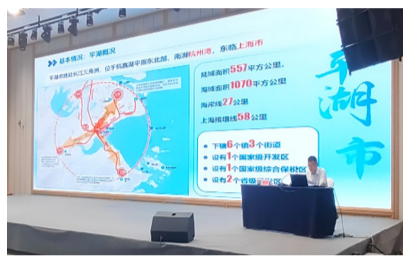 基本情况：平湖概况
平湖市地处长江三角洲，位于杭嘉湖平原东北部，南濒杭州湾，东临上海市
陆域面积557平方公里
海域面积1070平方公里
海岸线27公里
上海接壤线58公里
下辖6个镇3个街道
设有1个国家级开发区
设有1个国家级综合保税区
设有2个省级
平湖市